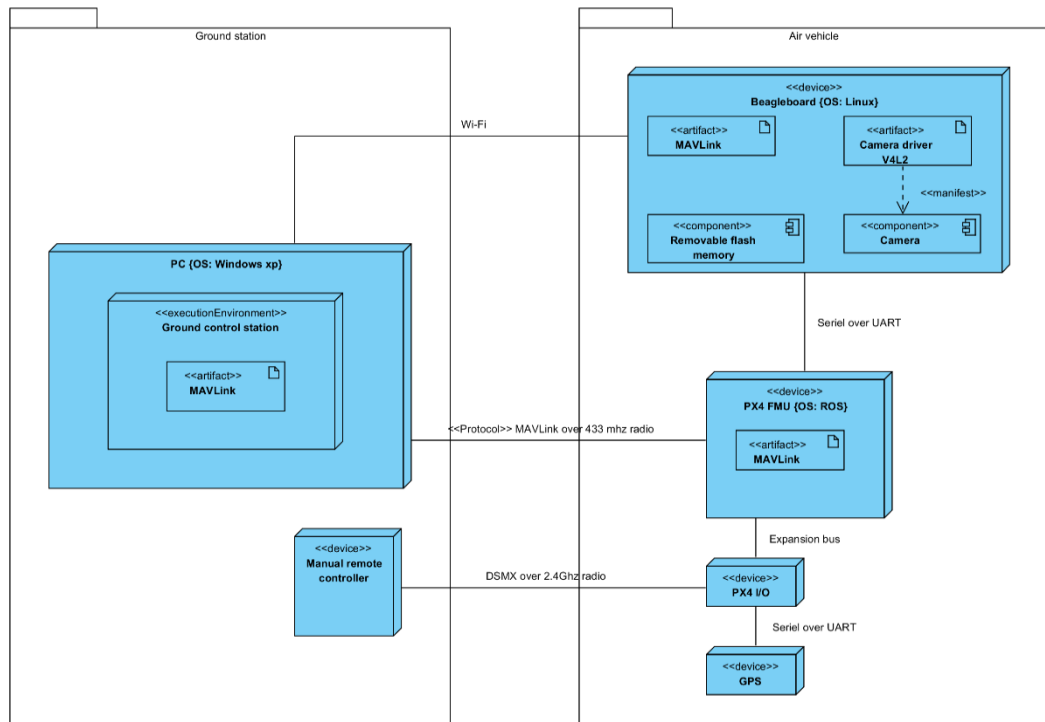 Ground station
Air vehicle
<<device>>
Beagleboard {OS: Linux}
<<artifact>>
MAVLink
<<artifact>>
Camera driver
V4L2
Wi-Fi
<<manifest>>
<<component>>
Removable flash
memory
<<component>>
Camera
PC {OS: Windows xp}
<<executionEnvironment>>
Ground control station
<<artifact>>
MAVLink
Seriel over UART
<<device>>
PX4 FMU {OS: ROS}
<<artifact>>
MAVLink
<<Protocol>> MAVLink over 433 mhz radio
Expansion bus
<<device>>
Manual remote
controller
DSMX over 2.4Ghz radio
<<device>>
PX4 I/O
Seriel over UART
<<device>>
GPS